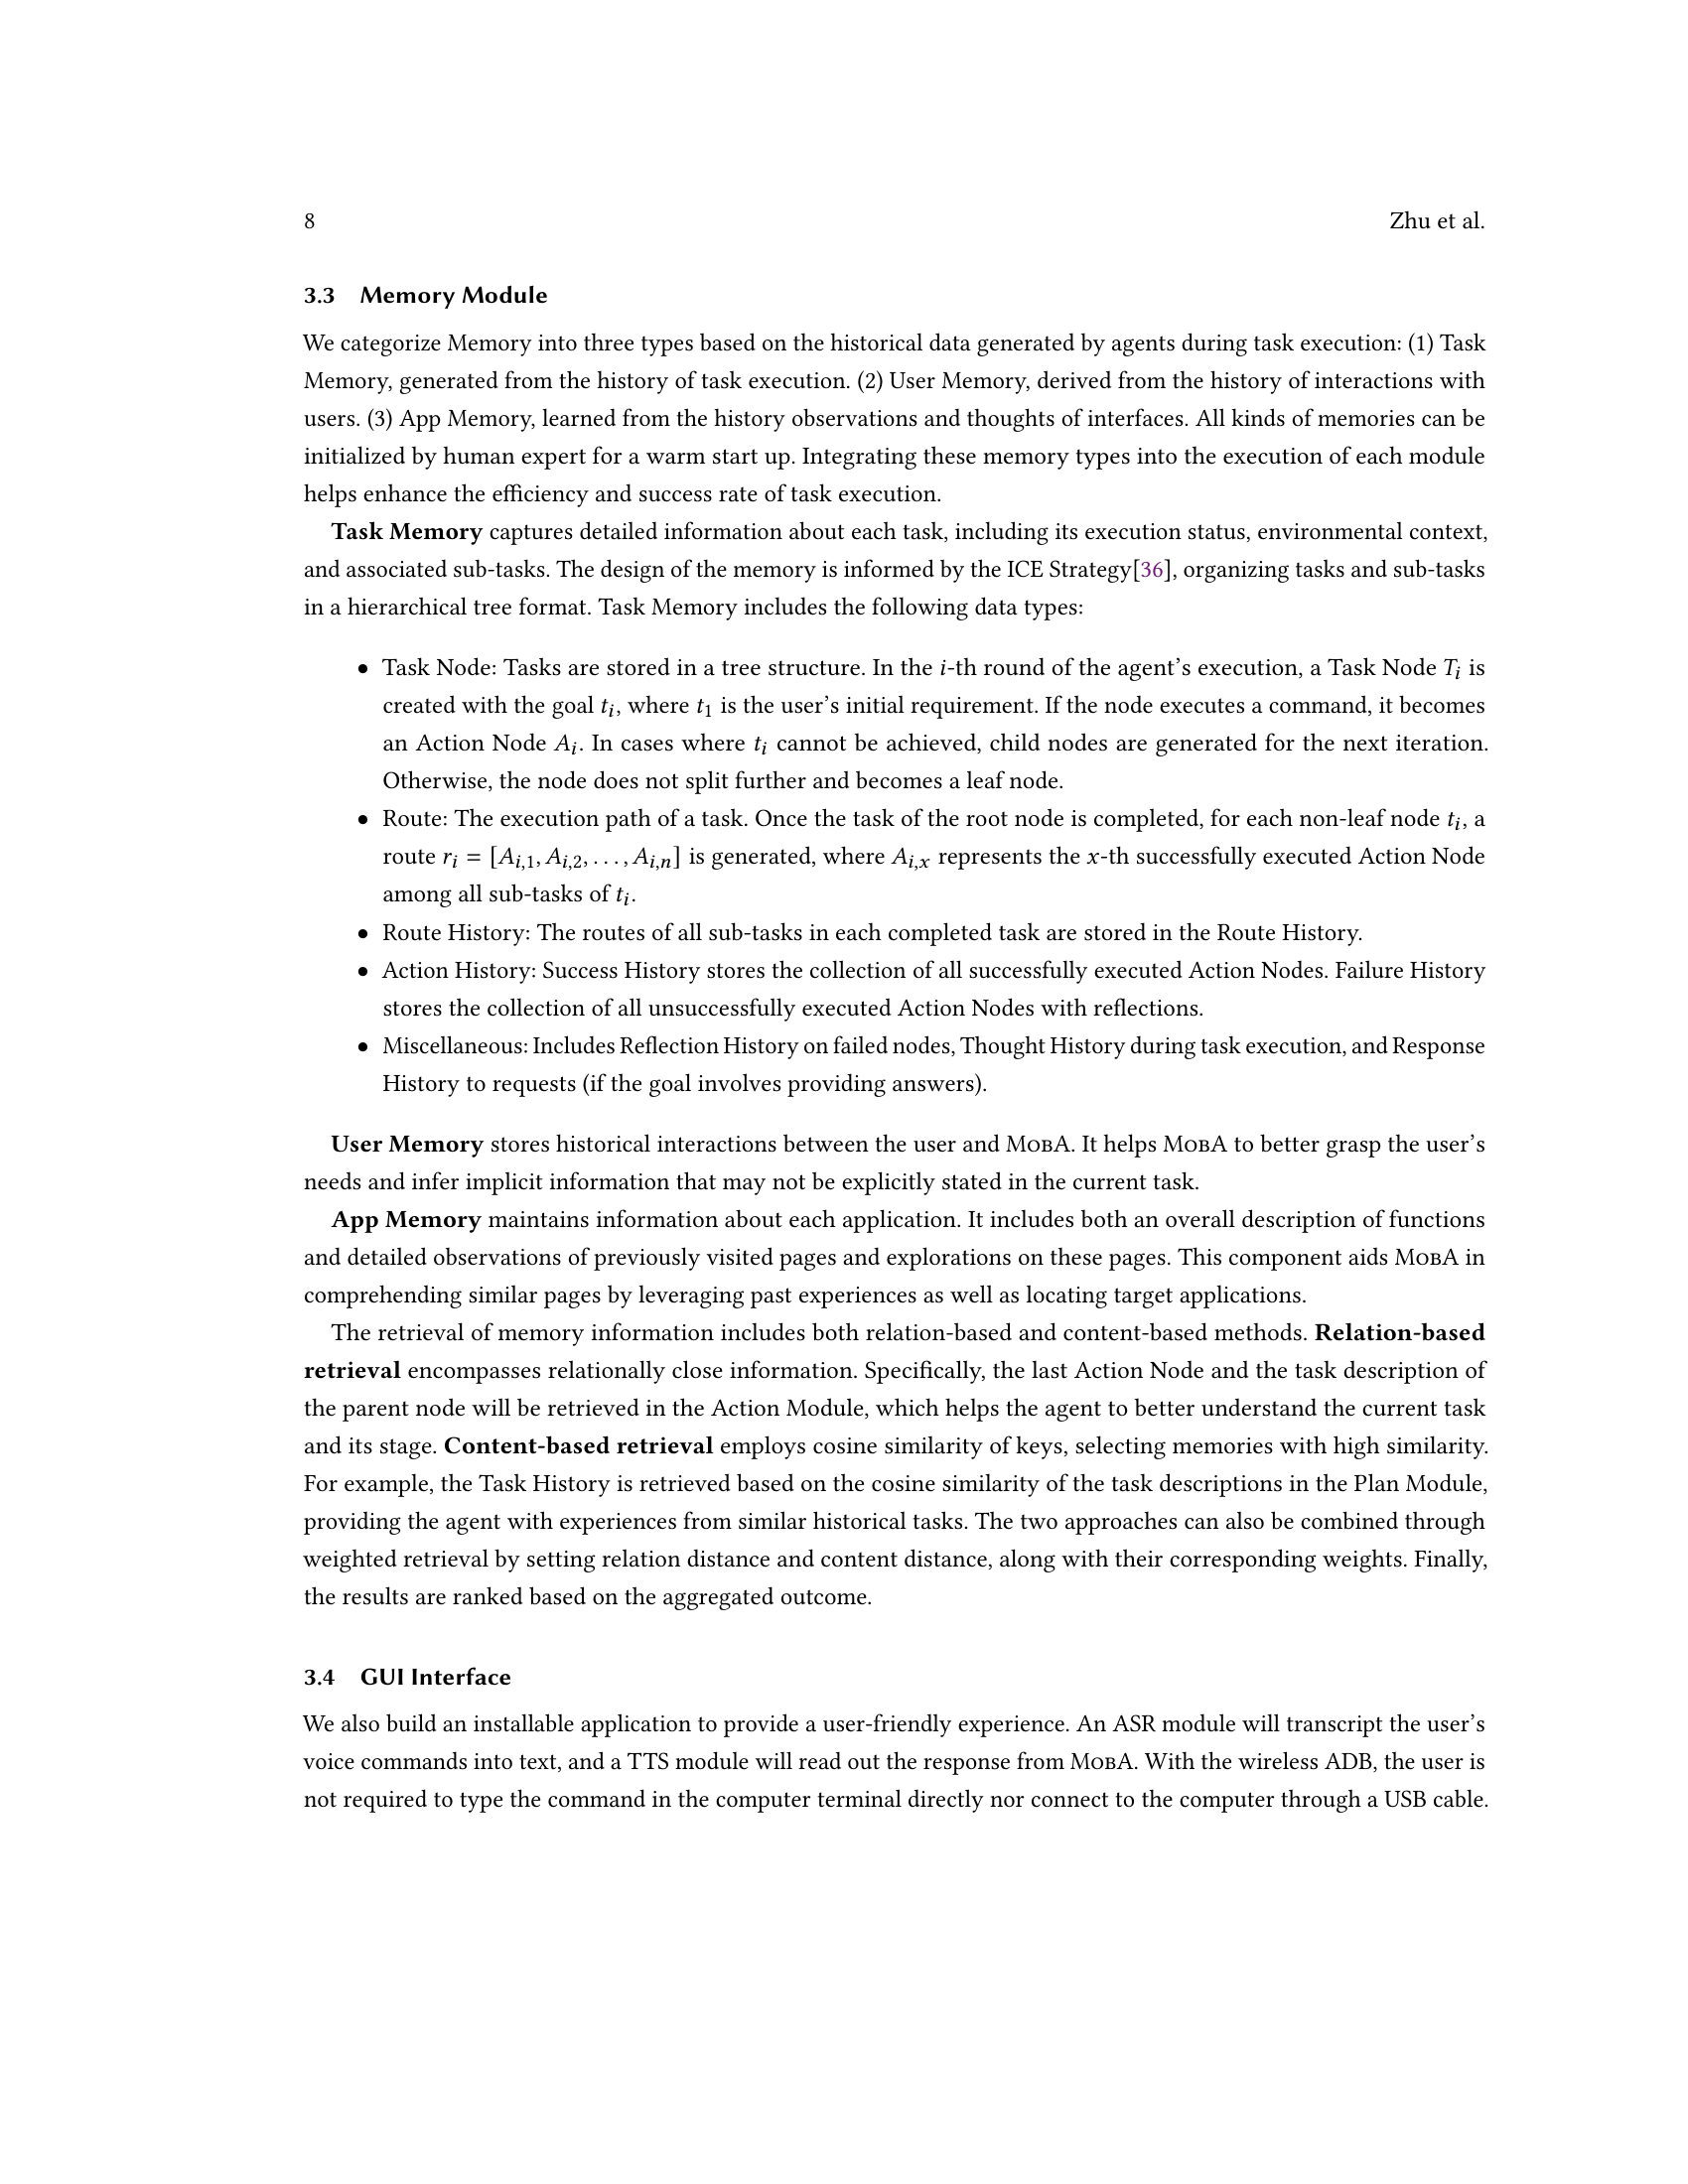 8
Zhu et al.
3.3 Memory Module
We categorize Memory into three types based on the historical data generated by agents during task execution: (1) Task
Memory, generated from the history of task execution. (2) User Memory, derived from the history of interactions with
users. (3) App Memory, learned from the history observations and thoughts of interfaces. All kinds of memories can be
initialized by human expert for a warm start up. Integrating these memory types into the execution of each module
helps enhance the efficiency and success rate of task execution.
Task Memory captures detailed information about each task, including its execution status, environmental context,
and associated sub-tasks. The design of the memory is informed by the ICE Strategy[36], organizing tasks and sub-tasks
in a hierarchical tree format. Task Memory includes the following data types:
• Task Node: Tasks are stored in a tree structure. In the i-th round of the agent's execution, a Task Node T_i is
created with the goal t_i, where t_1 is the user's initial requirement. If the node executes a command, it becomes
an Action Node A_i. In cases where t_i cannot be achieved, child nodes are generated for the next iteration.
Otherwise, the node does not split further and becomes a leaf node.
• Route: The execution path of a task. Once the task of the root node is completed, for each non-leaf node t_i, a
route r_i = [A_{i,1}, A_{i,2}, . . . , A_{i,n}] is generated, where A_{i,x} represents the x-th successfully executed Action Node
among all sub-tasks of t_i.
• Route History: The routes of all sub-tasks in each completed task are stored in the Route History.
• Action History: Success History stores the collection of all successfully executed Action Nodes. Failure History
stores the collection of all unsuccessfully executed Action Nodes with reflections.
• Miscellaneous: Includes Reflection History on failed nodes, Thought History during task execution, and Response
History to requests (if the goal involves providing answers).
User Memory stores historical interactions between the user and MobA. It helps MobA to better grasp the user's
needs and infer implicit information that may not be explicitly stated in the current task.
App Memory maintains information about each application. It includes both an overall description of functions
and detailed observations of previously visited pages and explorations on these pages. This component aids MobA in
comprehending similar pages by leveraging past experiences as well as locating target applications.
The retrieval of memory information includes both relation-based and content-based methods. Relation-based
retrieval encompasses relationally close information. Specifically, the last Action Node and the task description of
the parent node will be retrieved in the Action Module, which helps the agent to better understand the current task
and its stage. Content-based retrieval employs cosine similarity of keys, selecting memories with high similarity.
For example, the Task History is retrieved based on the cosine similarity of the task descriptions in the Plan Module,
providing the agent with experiences from similar historical tasks. The two approaches can also be combined through
weighted retrieval by setting relation distance and content distance, along with their corresponding weights. Finally,
the results are ranked based on the aggregated outcome.
3.4 GUI Interface
We also build an installable application to provide a user-friendly experience. An ASR module will transcript the user's
voice commands into text, and a TTS module will read out the response from MobA. With the wireless ADB, the user is
not required to type the command in the computer terminal directly nor connect to the computer through a USB cable.